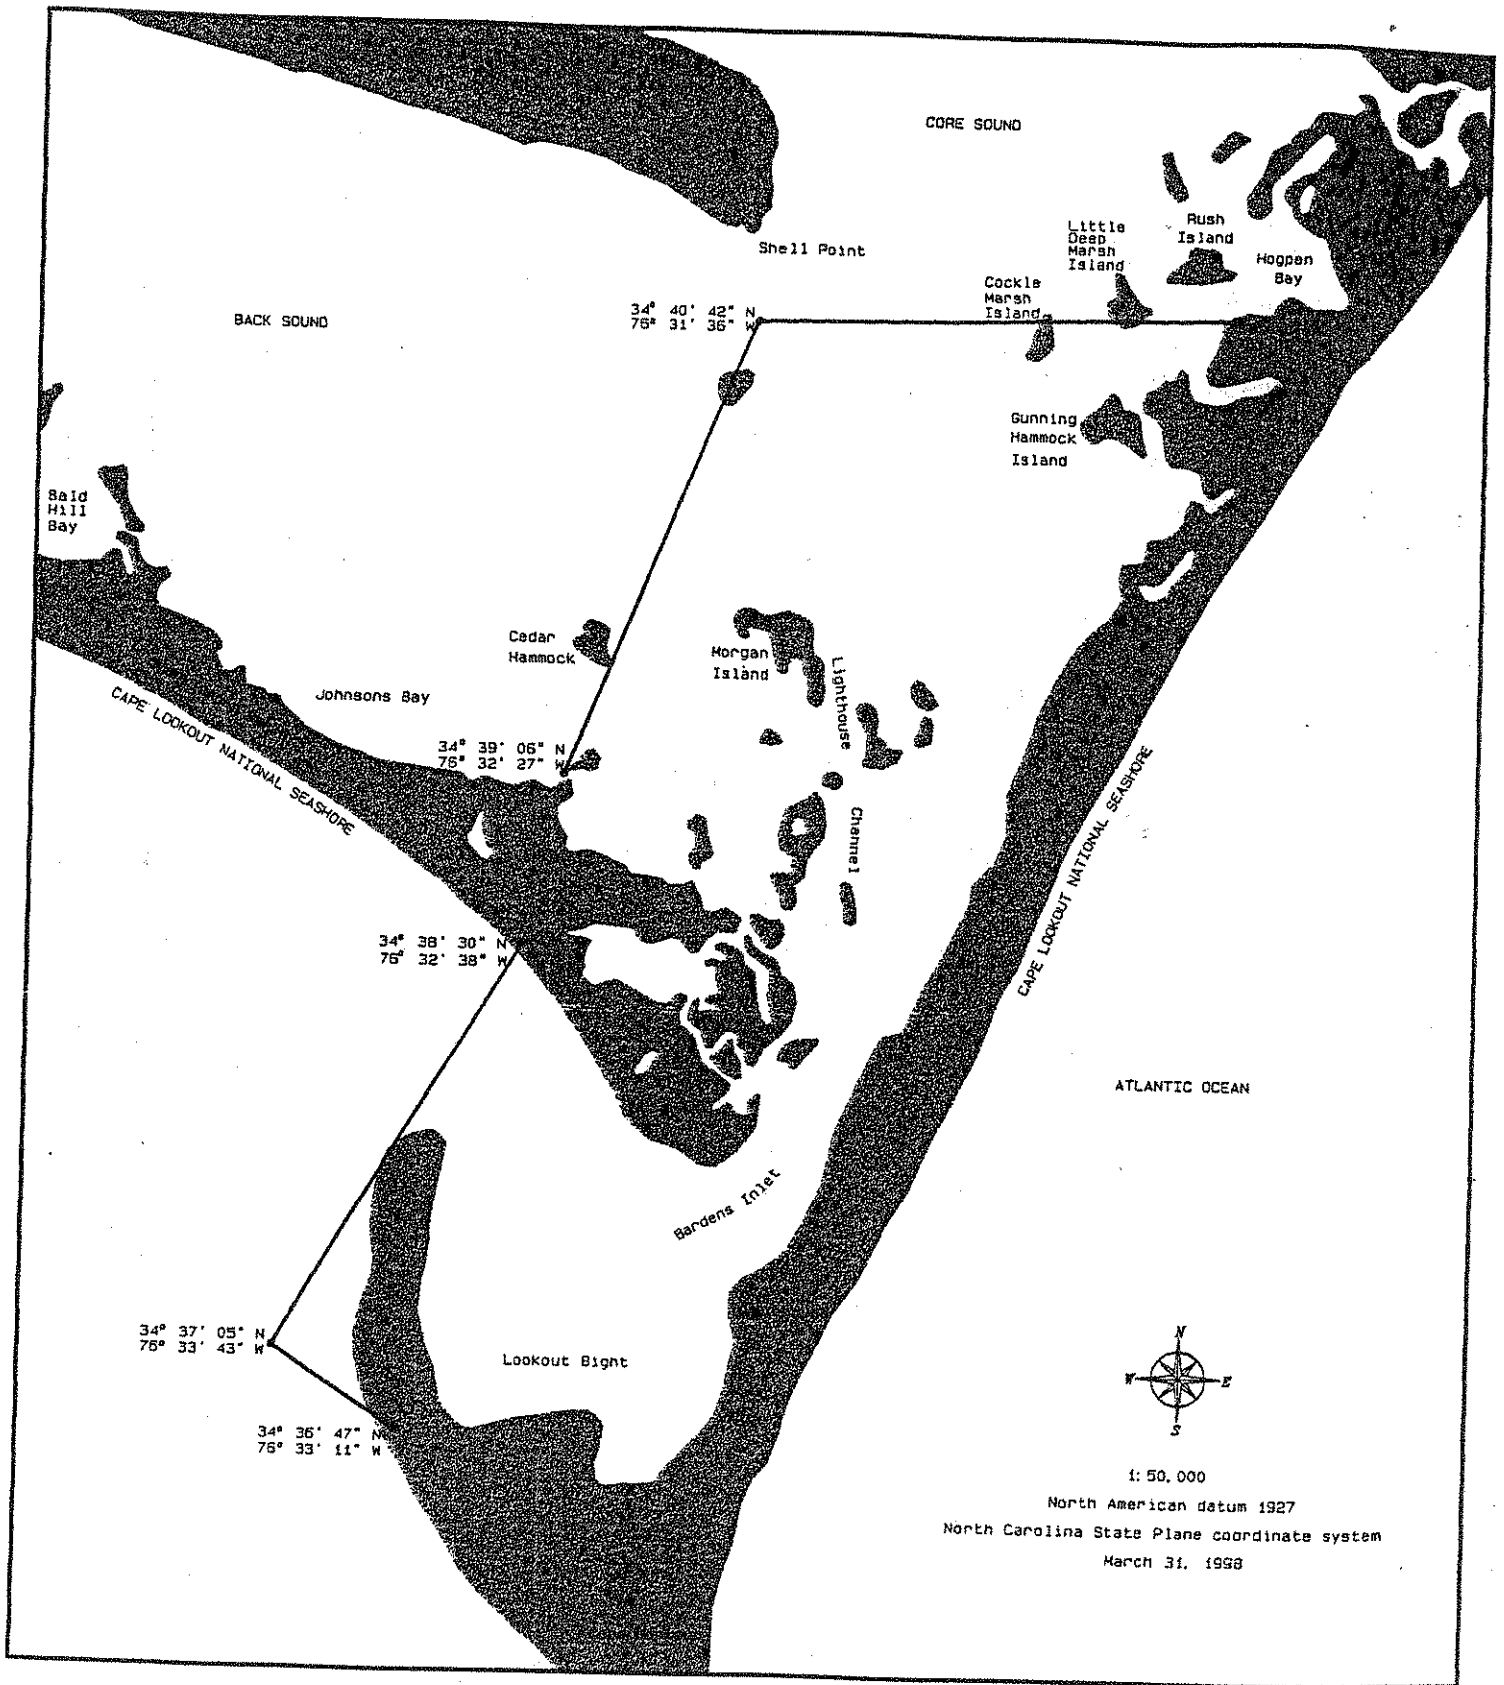 CORE SOUND
Shell Point
Little
Deep
Marsh
Island
Rush
Island
Hogpen
Bay
Cockle
Marsh
Island
34° 40' 42" N
76° 31' 36" W
BACK SOUND
Gunning
Hammock
Island
Bald
Hill
Bay
Cedar
Hammock
Morgan
Island
Lighthouse
Channel
Johnsons Bay
CAPE LOOKOUT NATIONAL SEASHORE
34° 39' 06" N
76° 32' 27" W
CAPE LOOKOUT NATIONAL SEASHORE
34° 38' 30" N
76° 32' 38" W
ATLANTIC OCEAN
Bardens Inlet
34° 37' 05" N
76° 33' 43" W
Lookout Bight
34° 36' 47" N
76° 33' 11" W
N
W
E
S
1: 50,000
North American datum 1927
North Carolina State Plane coordinate system
March 31, 1998